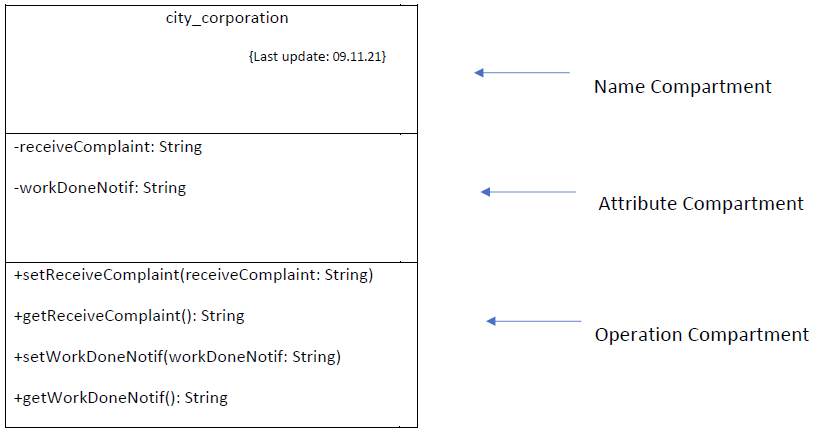 city_corporation
{Last update: 09.11.21}
Name Compartment
-receiveComplaint: String
-workDoneNotif: String
Attribute Compartment
+setReceiveComplaint(receiveComplaint: String)
+getReceiveComplaint(): String
+setWorkDoneNotif(workDoneNotif: String)
+getWorkDoneNotif(): String
Operation Compartment